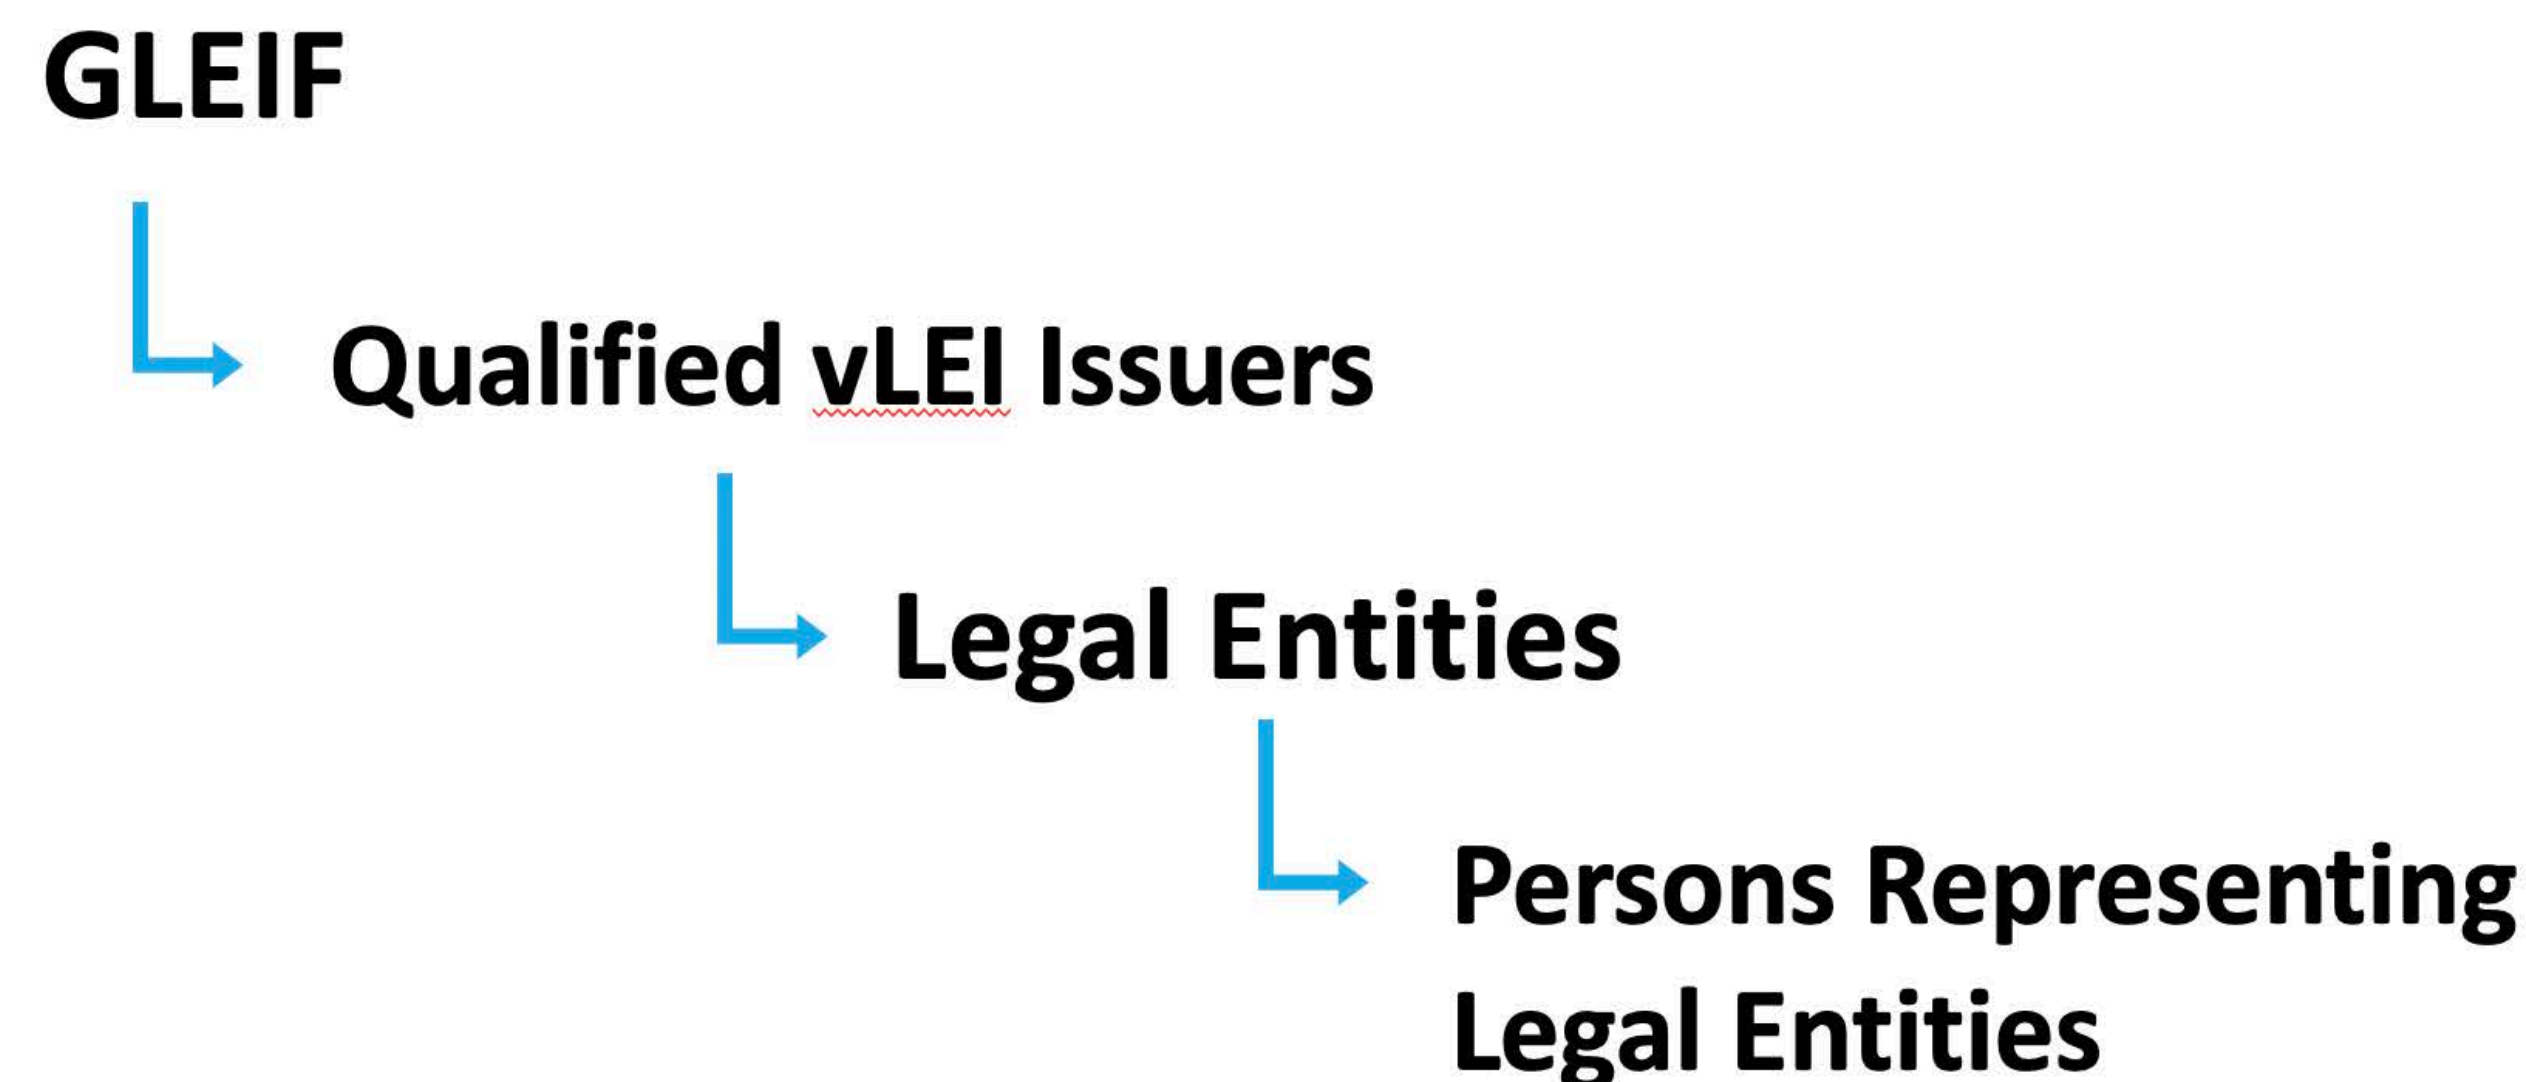 GLEIF
Qualified vLEI Issuers
Legal Entities
Persons Representing
Legal Entities